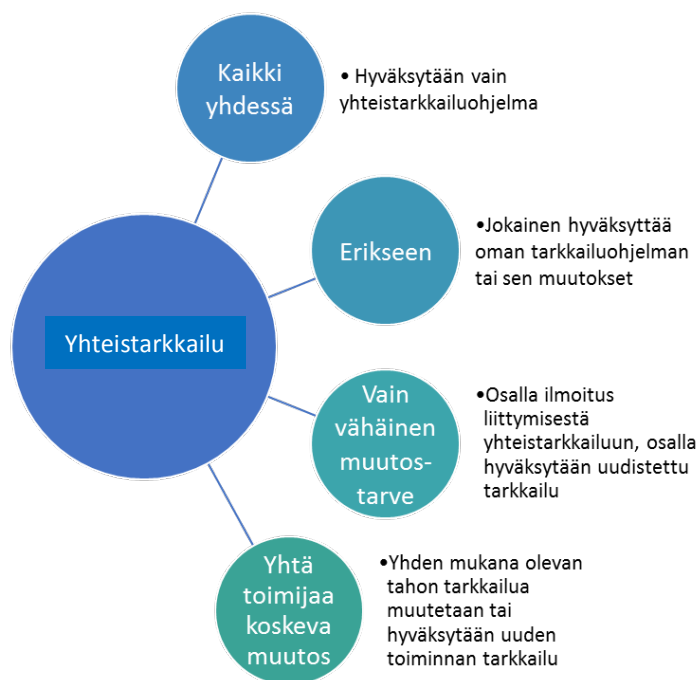 Kaikki
yhdessä
• Hyväksytään vain
yhteistarkkailuohjelma
Erikseen
•Jokainen hyväksyttää
oman tarkkailuohjelman
tai sen muutokset
Yhteistarkkailu
Vain
vähäinen
muutos-
tarve
•Osalla ilmoitus
liittymisestä
yhteistarkkailuun, osalla
hyväksytään uudistettu
tarkkailu
Yhtä
toimijaa
koskeva
muutos
•Yhden mukana olevan
tahon tarkkailua
muutetaan tai
hyväksytään uuden
toiminnan tarkkailu